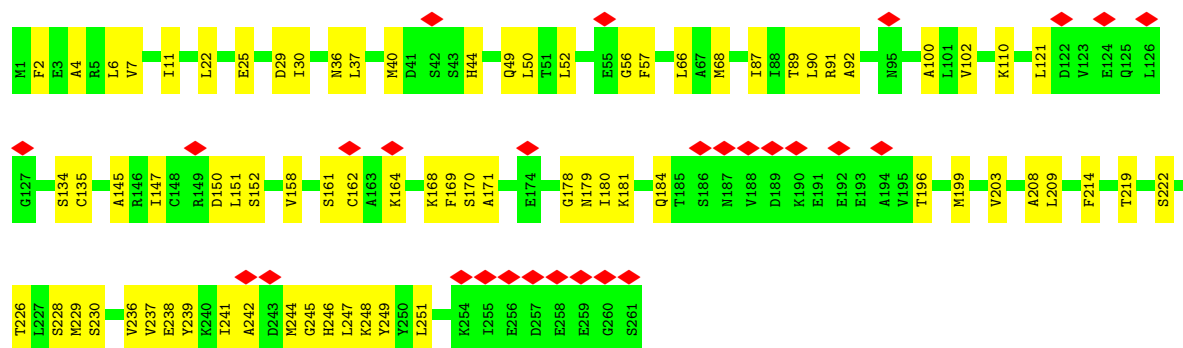 M1 F2 E3 A4 R5 L6 V7 I11 L22 E25 D29 I30 N36 L37 M40 D41 S42 S43 H44 Q49 L50 T51 L52 E55 G56 F57 L66 A67 M68 I87 I88 T89 L90 R91 A92 N95 A100 L101 V102 K110 L121 D122 V123 E124 Q125 L126
G127 S134 C135 A145 R146 I147 C148 R149 D150 L151 S152 V158 S161 C162 A163 K164 K168 F169 S170 A171 E174 G178 N179 I180 K181 Q184 T185 S186 N187 V188 D189 K190 E191 E192 E193 A194 V195 T196 M199 V203 A208 L209 F214 T219 S222
T226 L227 S228 M229 S230 V236 V237 E238 Y239 K240 I241 A242 D243 M244 G245 H246 L247 K248 Y249 Y250 L251 K254 I255 E256 D257 E258 E259 G260 S261